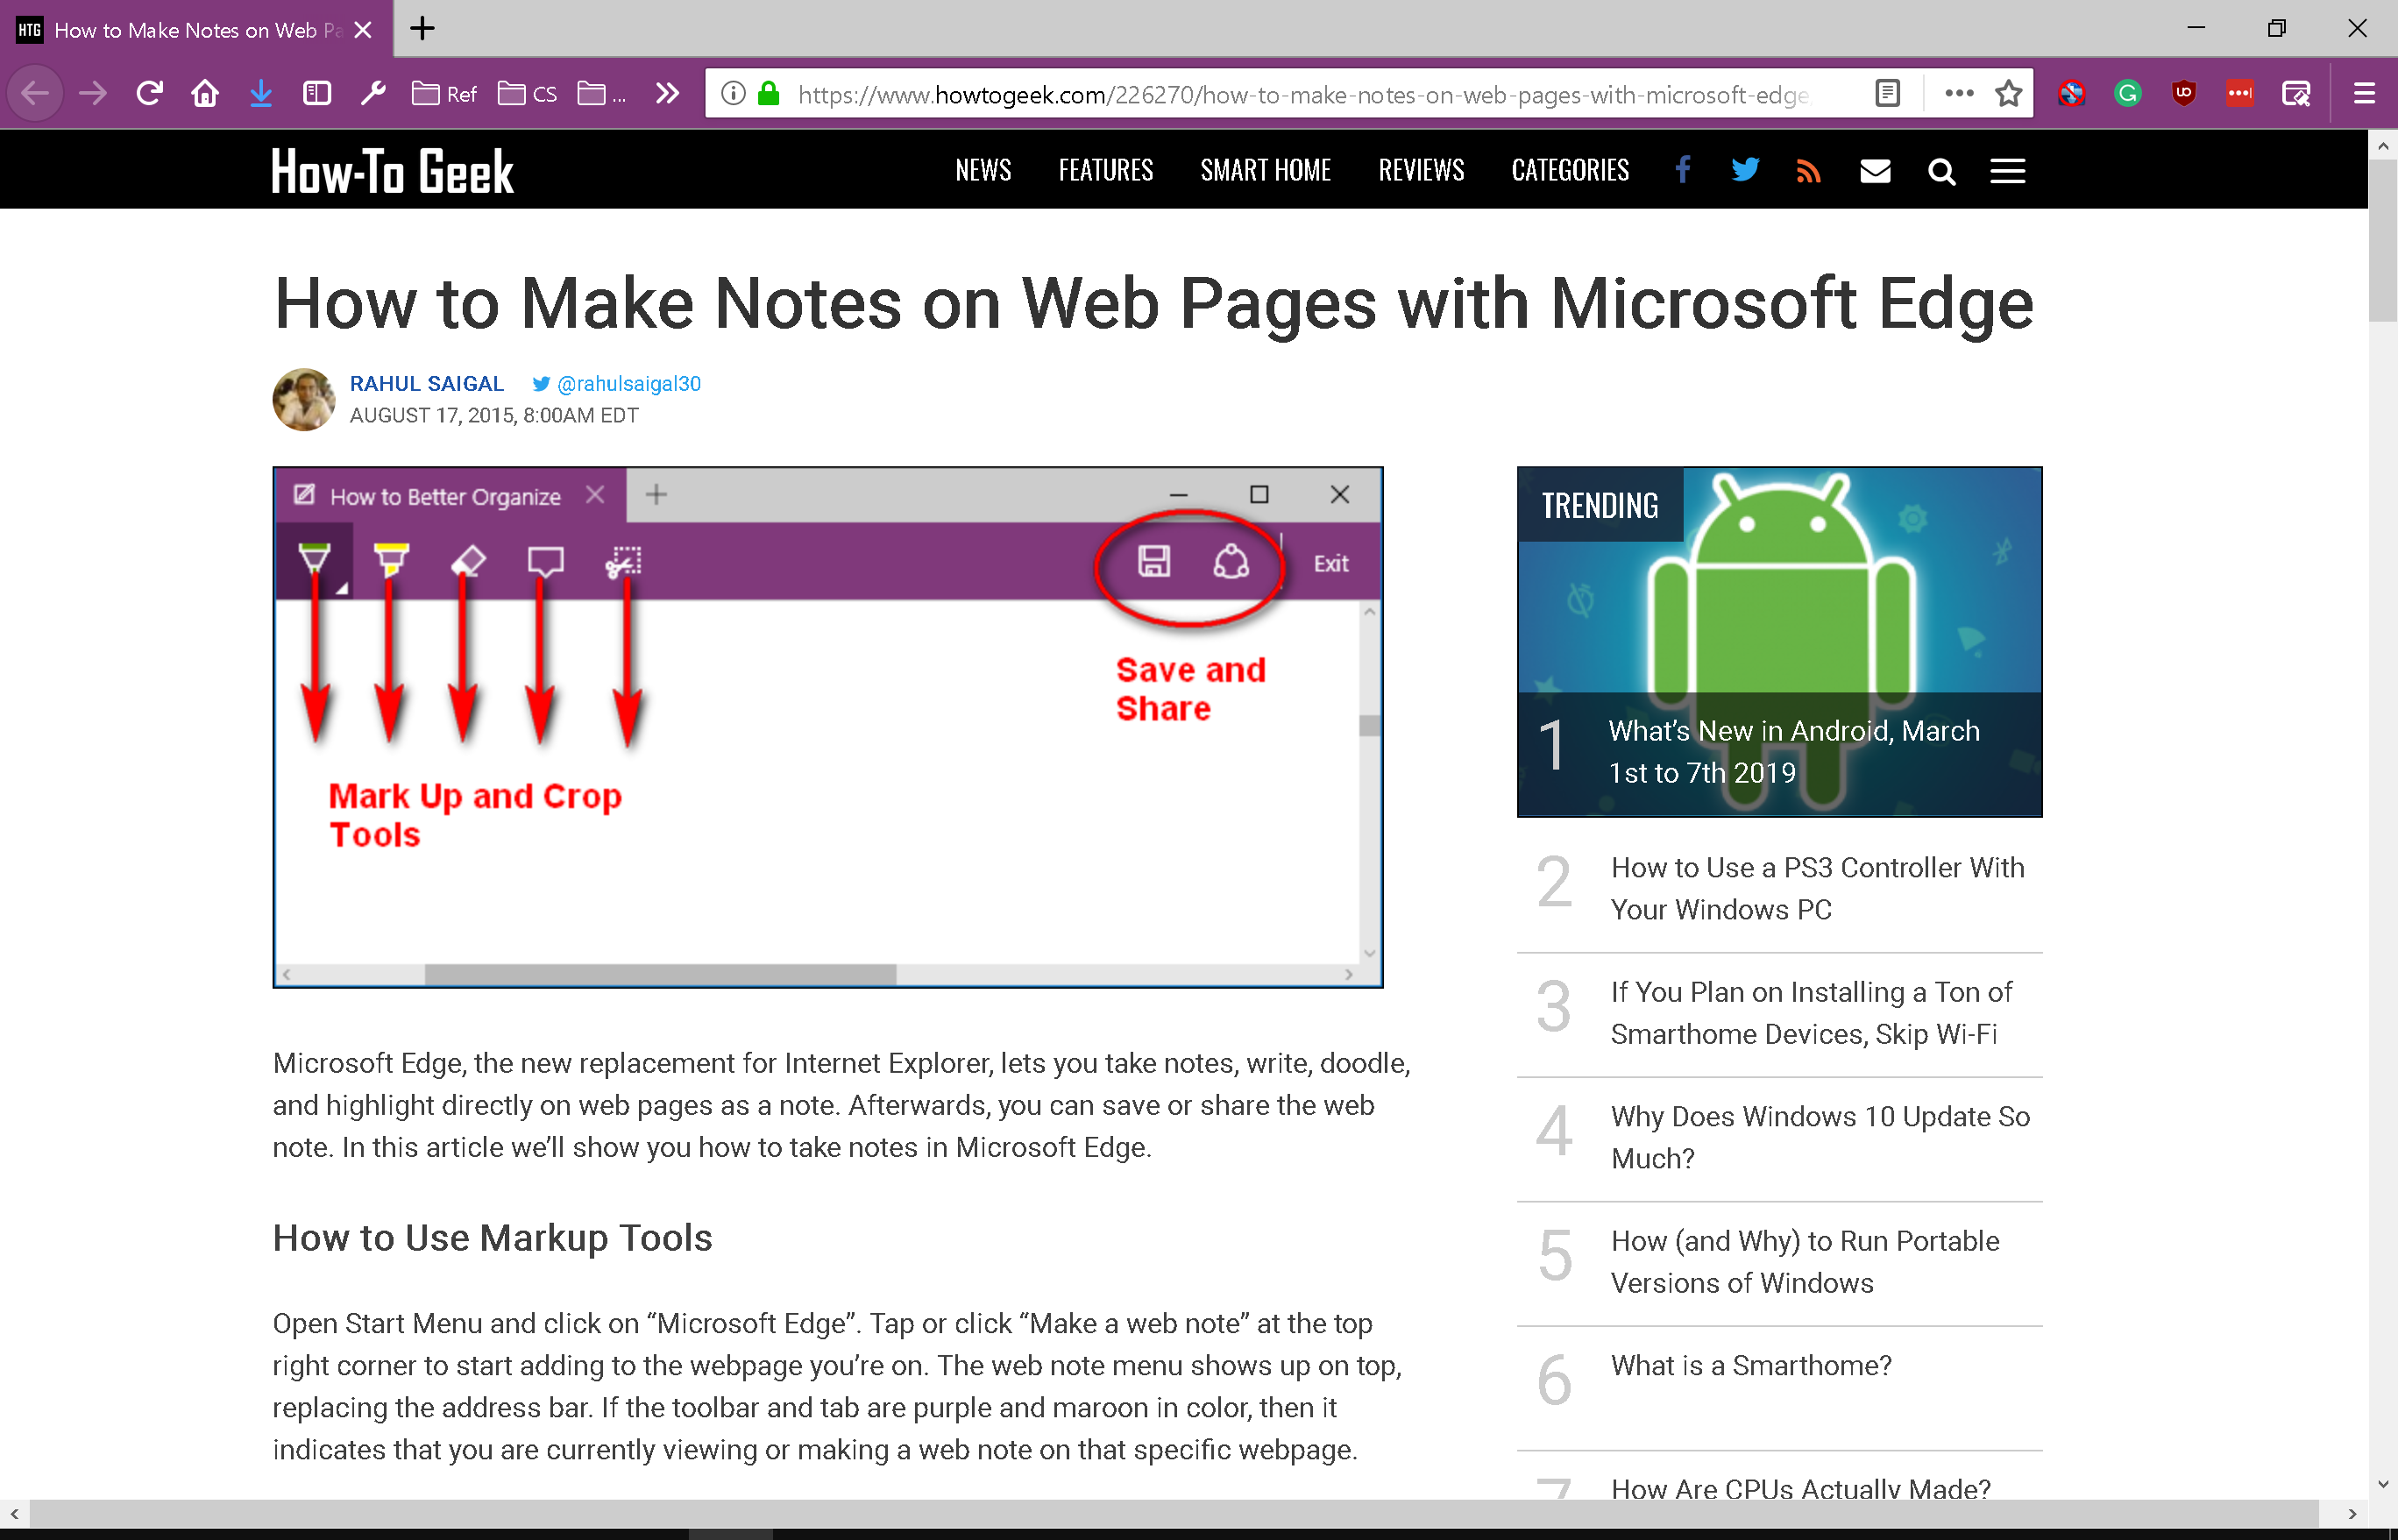 HTG How to Make Notes on Web Pa
Ref CS ...
https://www.howtogeek.com/226270/how-to-make-notes-on-web-pages-with-microsoft-edge
How-To Geek NEWS FEATURES SMART HOME REVIEWS CATEGORIES
How to Make Notes on Web Pages with Microsoft Edge
RAHUL SAIGAL @rahulsaigal30
AUGUST 17, 2015, 8:00AM EDT
How to Better Organize
Exit
Save and
Share
Mark Up and Crop
Tools
Microsoft Edge, the new replacement for Internet Explorer, lets you take notes, write, doodle,
and highlight directly on web pages as a note. Afterwards, you can save or share the web
note. In this article we’ll show you how to take notes in Microsoft Edge.
How to Use Markup Tools
Open Start Menu and click on “Microsoft Edge”. Tap or click “Make a web note” at the top
right corner to start adding to the webpage you’re on. The web note menu shows up on top,
replacing the address bar. If the toolbar and tab are purple and maroon in color, then it
indicates that you are currently viewing or making a web note on that specific webpage.
TRENDING
1 What’s New in Android, March
1st to 7th 2019
2 How to Use a PS3 Controller With
Your Windows PC
3 If You Plan on Installing a Ton of
Smarthome Devices, Skip Wi-Fi
4 Why Does Windows 10 Update So
Much?
5 How (and Why) to Run Portable
Versions of Windows
6 What is a Smarthome?
7 How Are CPUs Actually Made?